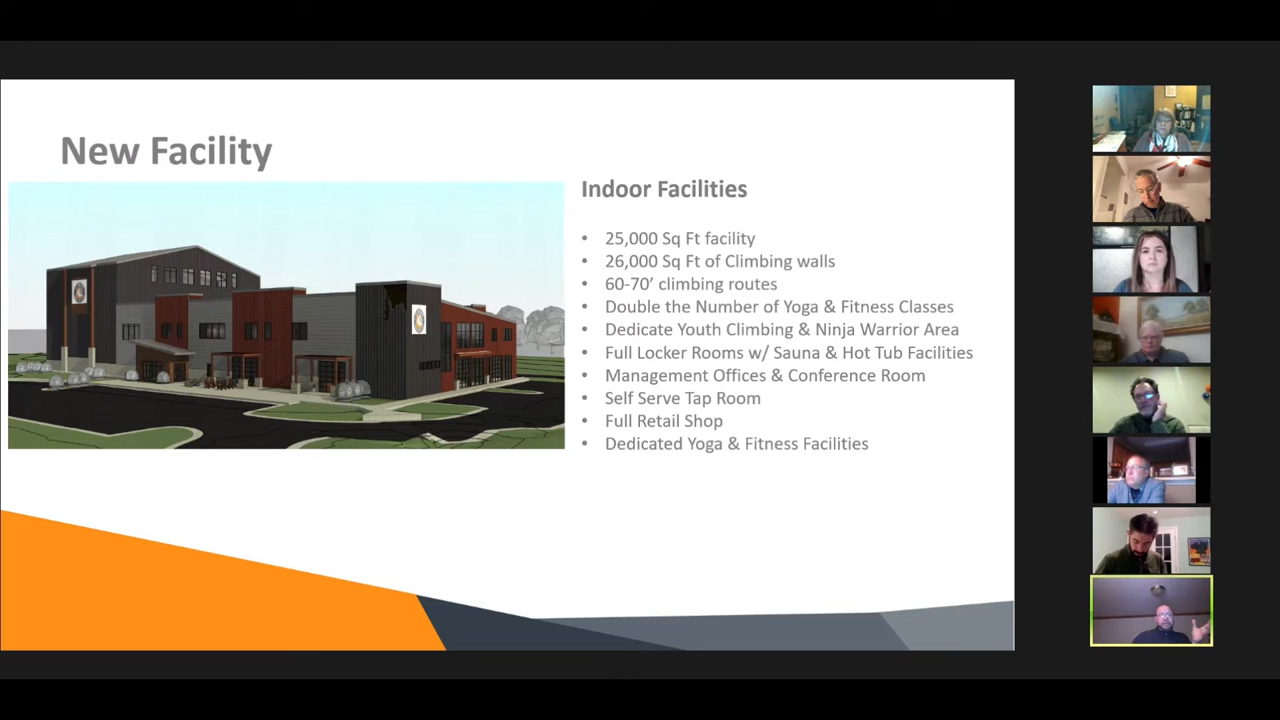 New Facility
Indoor Facilities
• 25,000 Sq Ft facility
• 26,000 Sq Ft of Climbing walls
• 60-70’ climbing routes
• Double the Number of Yoga & Fitness Classes
• Dedicate Youth Climbing & Ninja Warrior Area
• Full Locker Rooms w/ Sauna & Hot Tub Facilities
• Management Offices & Conference Room
• Self Serve Tap Room
• Full Retail Shop
• Dedicated Yoga & Fitness Facilities